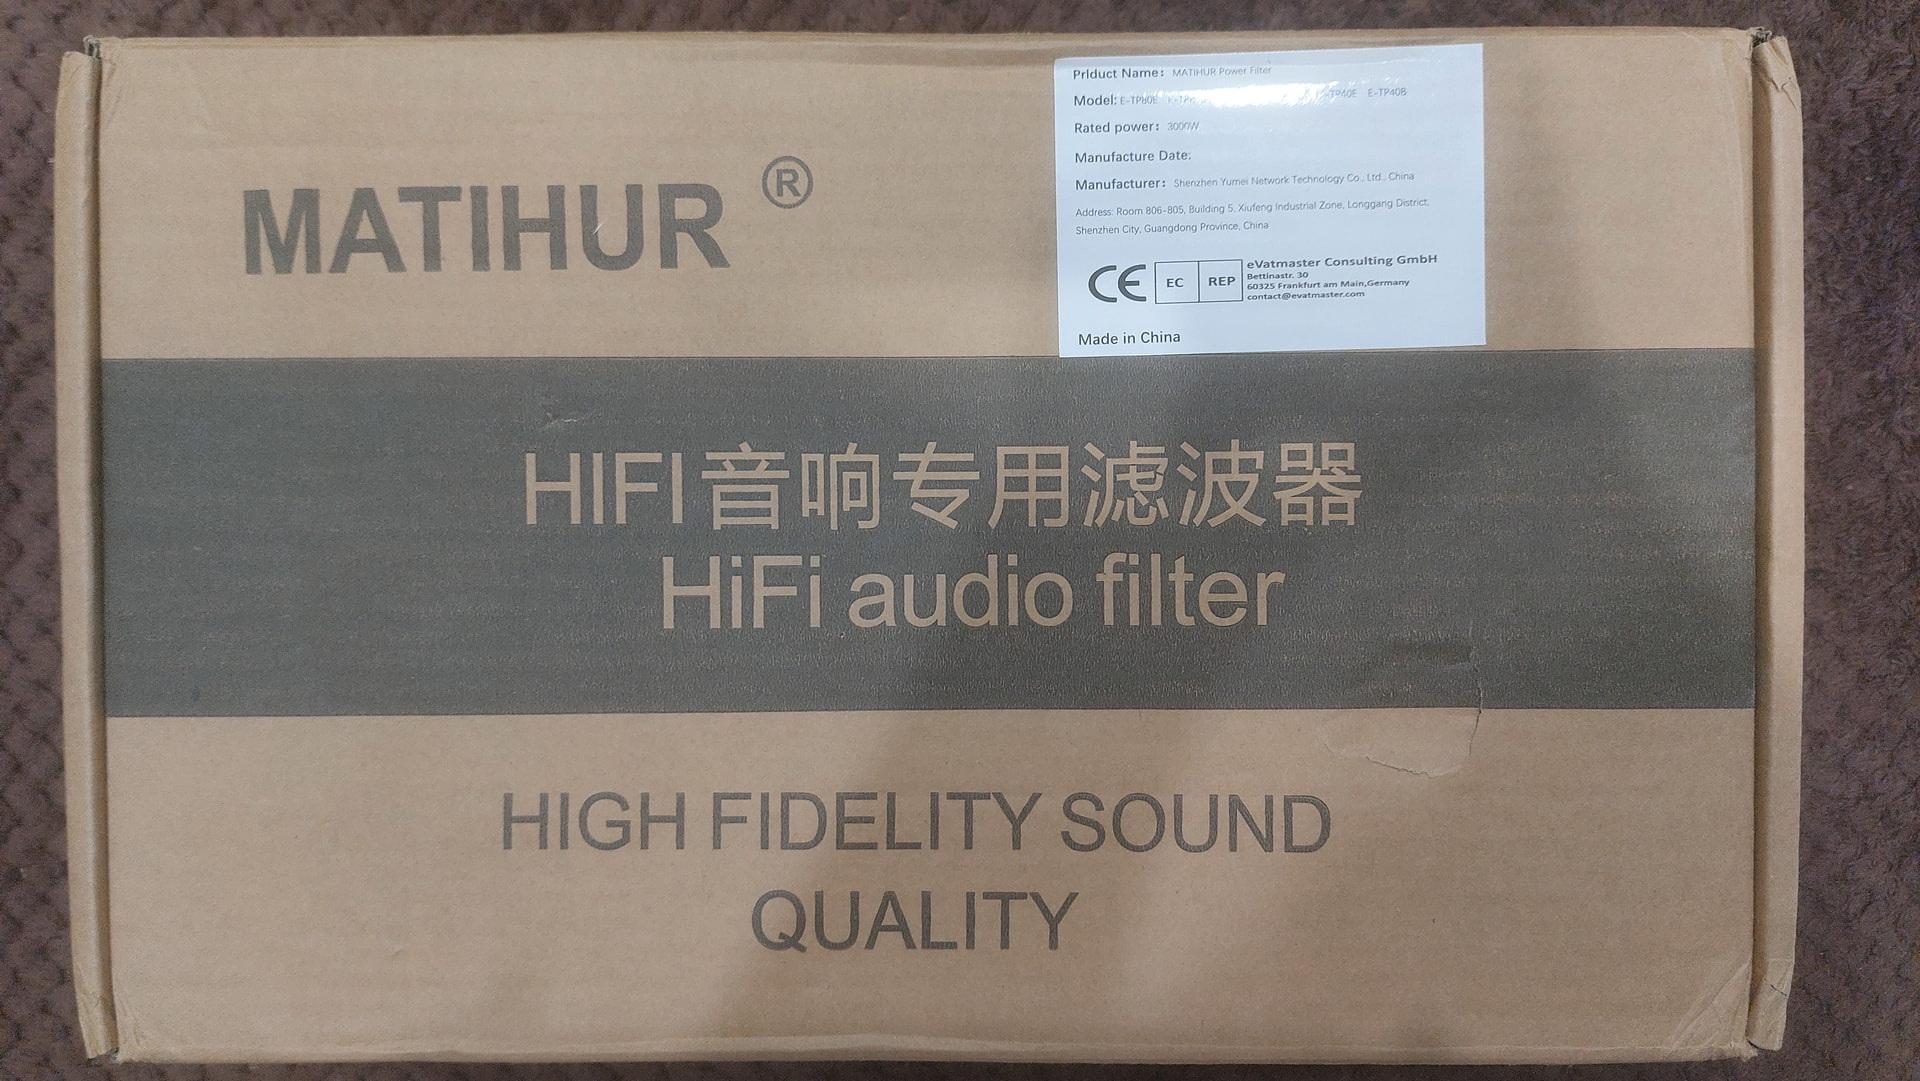 MATIHUR ®
Prlduct Name: MATIHUR Power Filter
Model: E-TP80E E-TP40E E-TP40B
Rated power: 3000W
Manufacture Date:
Manufacturer: Shenzhen Yumei Network Technology Co., Ltd., China
Address: Room 806-805, Building 5, Xiufeng Industrial Zone, Longgang District,
Shenzhen City, Guangdong Province, China
CE EC REP
eVatmaster Consulting GmbH
Bettinastr. 30
60325 Frankfurt am Main,Germany
contact@evatmaster.com
Made in China
HIFI音响专用滤波器
HiFi audio filter
HIGH FIDELITY SOUND
QUALITY